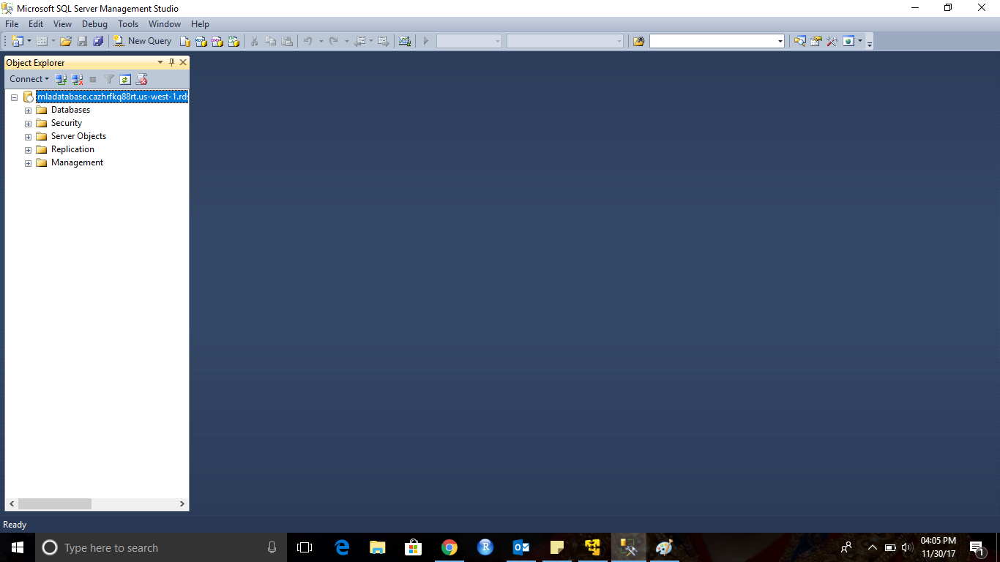 Microsoft SQL Server Management Studio
File Edit View Debug Tools Window Help
New Query
Object Explorer
Connect
mladatabase.cazhrfkq88rt.us-west-1.rds
Databases
Security
Server Objects
Replication
Management
Ready
Type here to search
04:05 PM
11/30/17
1